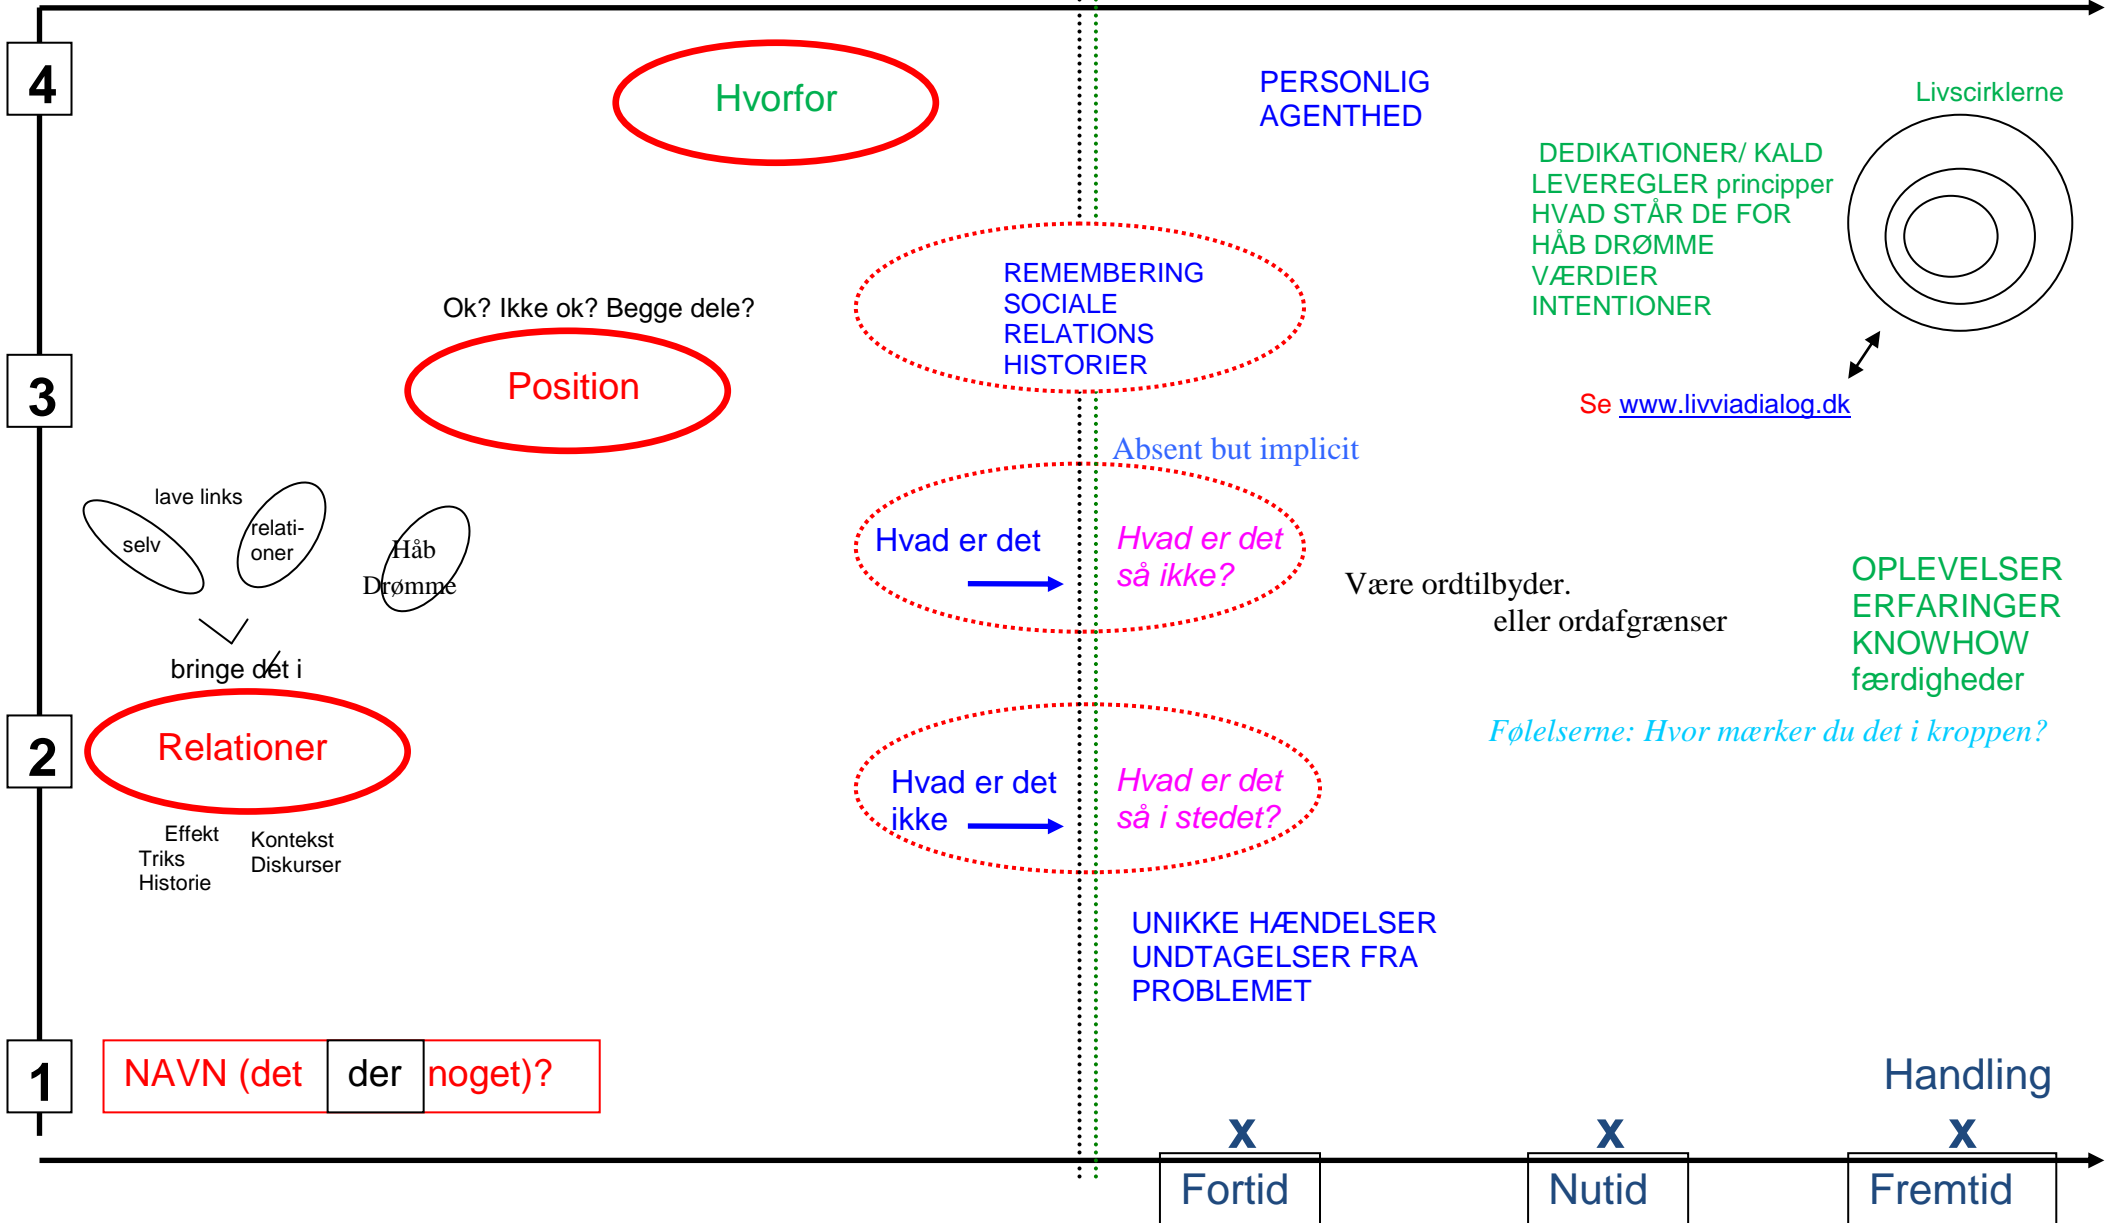 4
Hvorfor
PERSONLIG
AGENTHED
Livscirklerne
DEDIKATIONER/ KALD
LEVEREGLER principper
HVAD STÅR DE FOR
HÅB DRØMME
VÆRDIER
INTENTIONER
REMEMBERING
SOCIALE
RELATIONS
HISTORIER
Ok? Ikke ok? Begge dele?
3
Position
Se www.livviadialog.dk
Absent but implicit
lave links
selv
relati-
oner
Håb
Drømme
Hvad er det
Hvad er det
så ikke?
Være ordtilbyder.
eller ordafgrænser
OPLEVELSER
ERFARINGER
KNOWHOW
færdigheder
bringe det i
2
Relationer
Følelserne: Hvor mærker du det i kroppen?
Hvad er det
ikke
Hvad er det
så i stedet?
Effekt
Triks
Historie
Kontekst
Diskurser
UNIKKE HÆNDELSER
UNDTAGELSER FRA
PROBLEMET
1
NAVN (det der noget)?
Handling
x x x
Fortid
Nutid
Fremtid